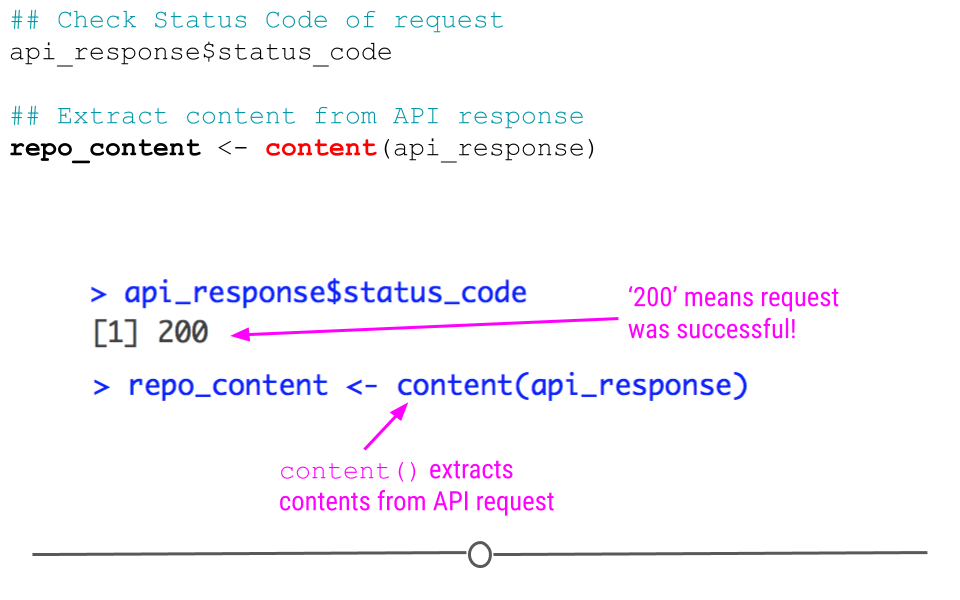 ## Check Status Code of request
api_response$status_code
## Extract content from API response
repo_content <- content(api_response)
> api_response$status_code
[1] 200
‘200’ means request
was successful!
> repo_content <- content(api_response)
content() extracts
contents from API request